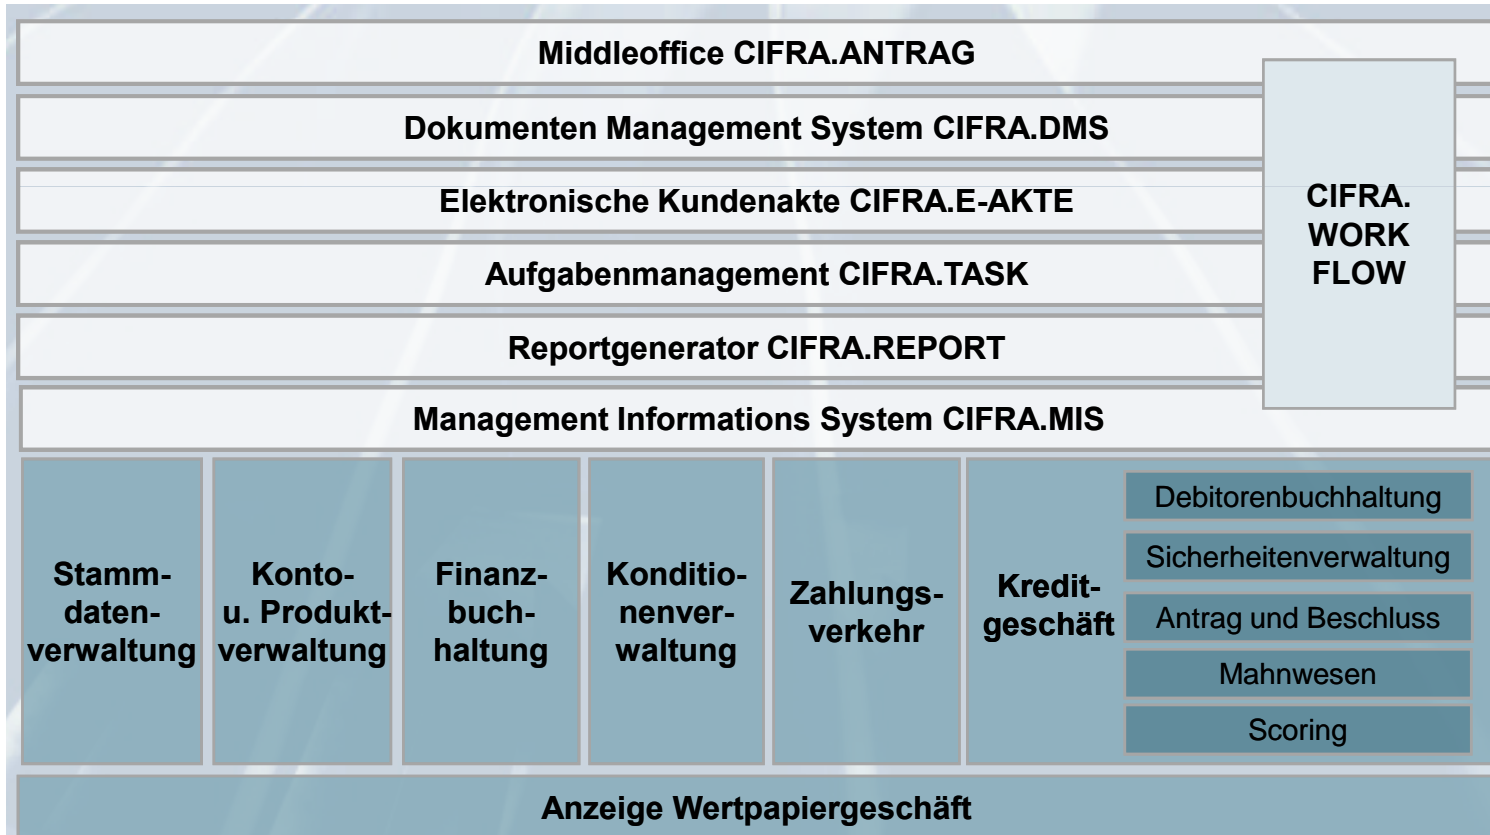 Middleoffice CIFRA.ANTRAG
Dokumenten Management System CIFRA.DMS
Elektronische Kundenakte CIFRA.E-AKTE
Aufgabenmanagement CIFRA.TASK
Reportgenerator CIFRA.REPORT
Management Informations System CIFRA.MIS
CIFRA.
WORK
FLOW
Stamm-
daten-
verwaltung
Konto-
u. Produkt-
verwaltung
Finanz-
buch-
haltung
Konditio-
nenver-
waltung
Zahlungs-
verkehr
Kredit-
geschäft
Debitorenbuchhaltung
Sicherheitenverwaltung
Antrag und Beschluss
Mahnwesen
Scoring
Anzeige Wertpapiergeschäft